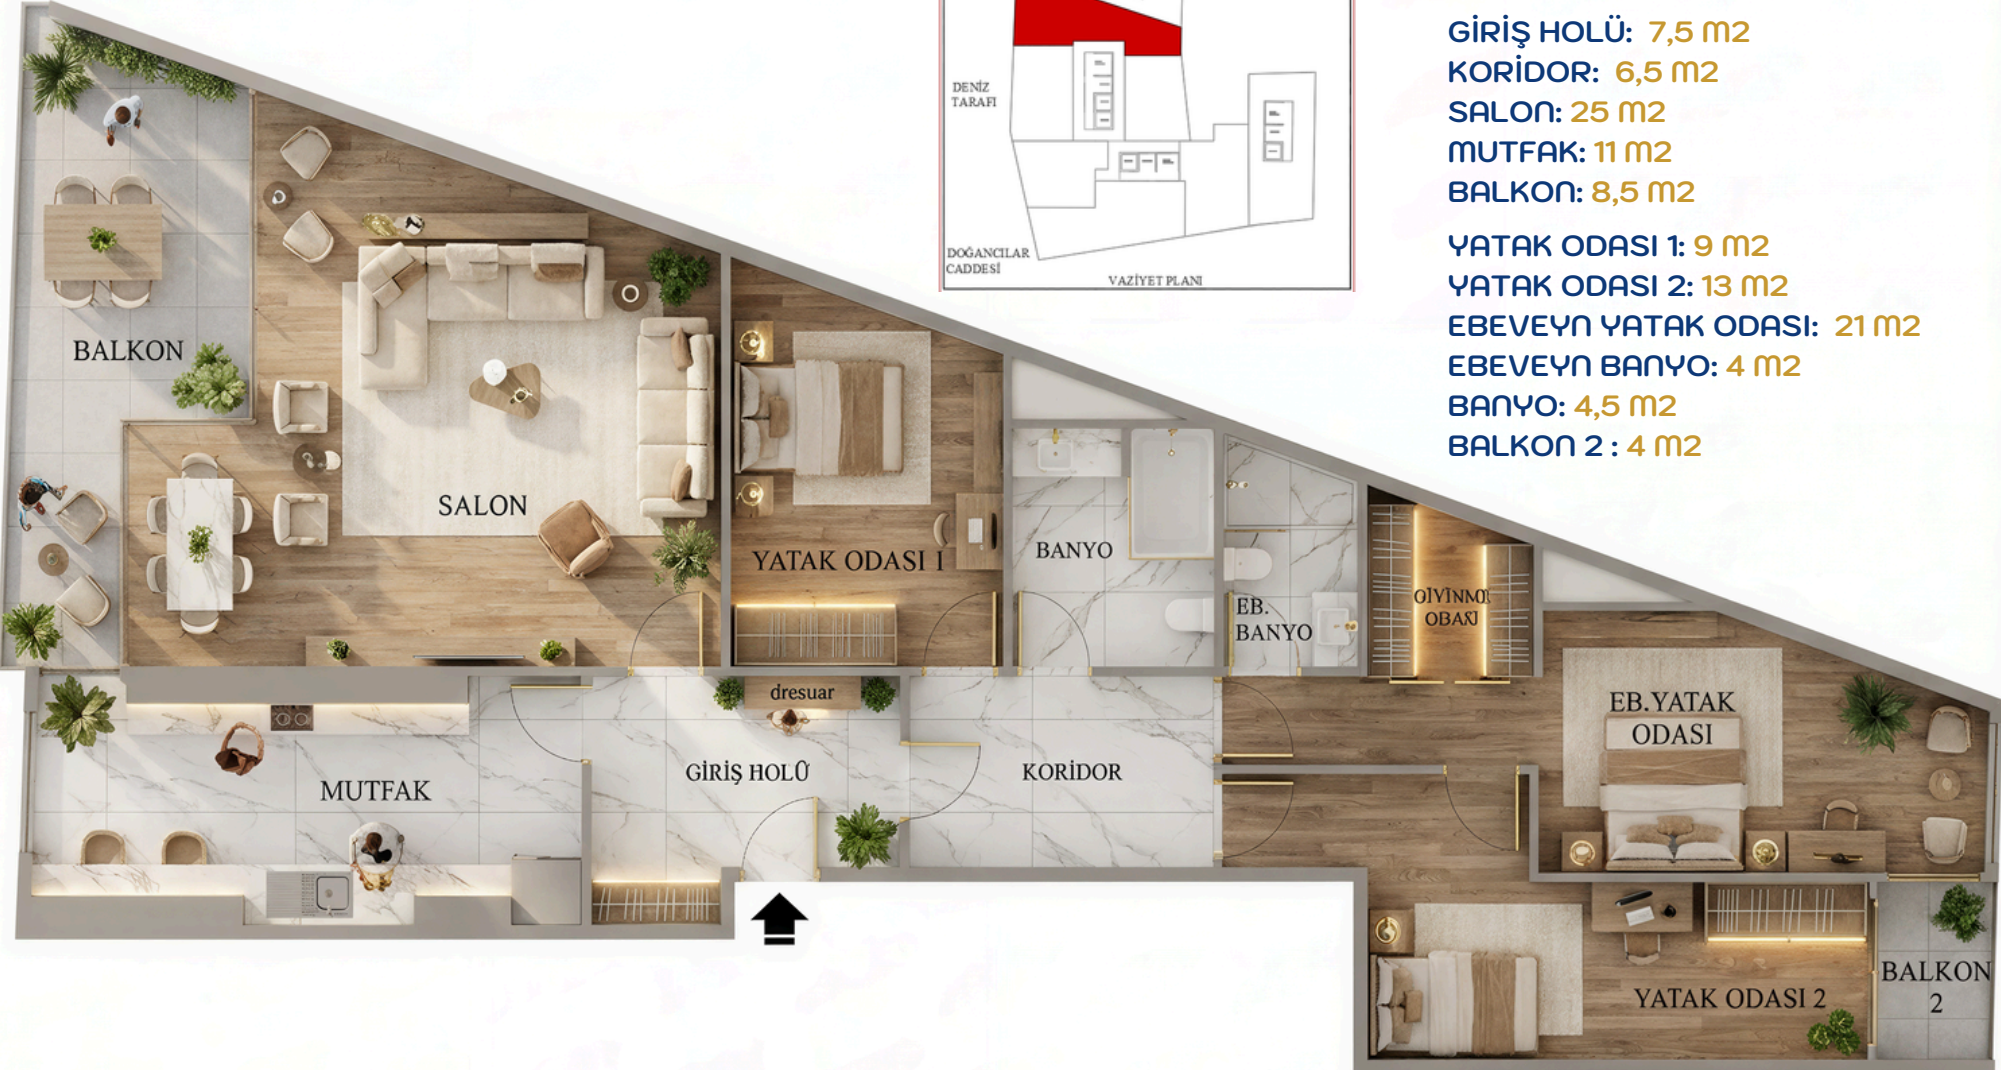 DENİZ
TARAFI
DOĞANCILAR
CADDESİ
VAZİYET PLANI
GİRİŞ HOLÜ: 7,5 M2
KORİDOR: 6,5 M2
SALON: 25 M2
MUTFAK: 11 M2
BALKON: 8,5 M2
YATAK ODASI 1: 9 M2
YATAK ODASI 2: 13 M2
EBEVEYN YATAK ODASI: 21 M2
EBEVEYN BANYO: 4 M2
BANYO: 4,5 M2
BALKON 2 : 4 M2
BALKON
SALON
YATAK ODASI 1
BANYO
EB.
BANYO
EB.YATAK
ODASI
dresuar
GİRİŞ HOLÜ
KORİDOR
MUTFAK
YATAK ODASI 2
BALKON
2